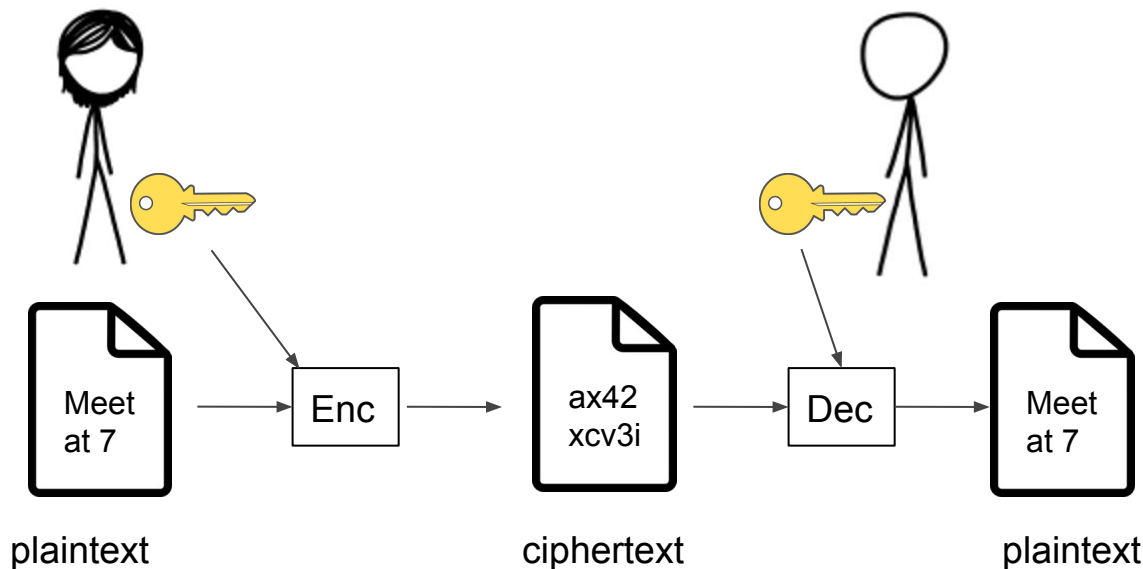 Meet
at 7
Enc
ax42
xcv3i
Dec
Meet
at 7
plaintext
ciphertext
plaintext